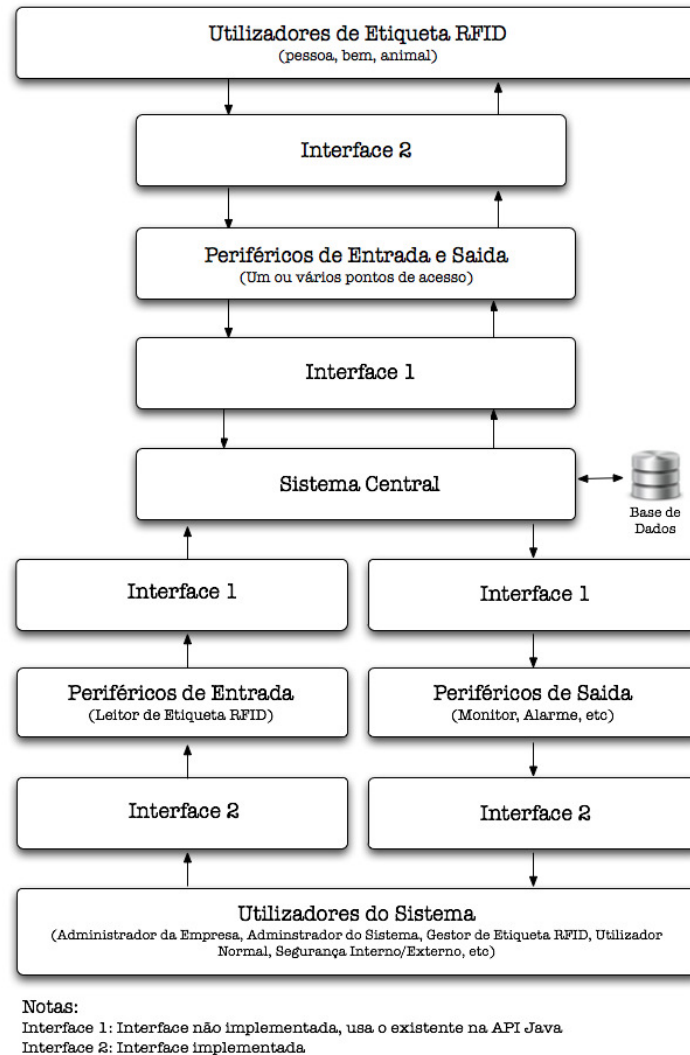 Utilizadores de Etiqueta RFID
(pessoa, bem, animal)
Interface 2
Periféricos de Entrada e Saida
(Um ou vários pontos de acesso)
Interface 1
Sistema Central
Base de
Dados
Interface 1
Interface 1
Periféricos de Entrada
(Leitor de Etiqueta RFID)
Periféricos de Saida
(Monitor, Alarme, etc)
Interface 2
Interface 2
Utilizadores do Sistema
(Administrador da Empresa, Adminstrador do Sistema, Gestor de Etiqueta RFID, Utilizador
Normal, Segurança Interno/Externo, etc)
Notas:
Interface 1: Interface não implementada, usa o existente na API Java
Interface 2: Interface implementada